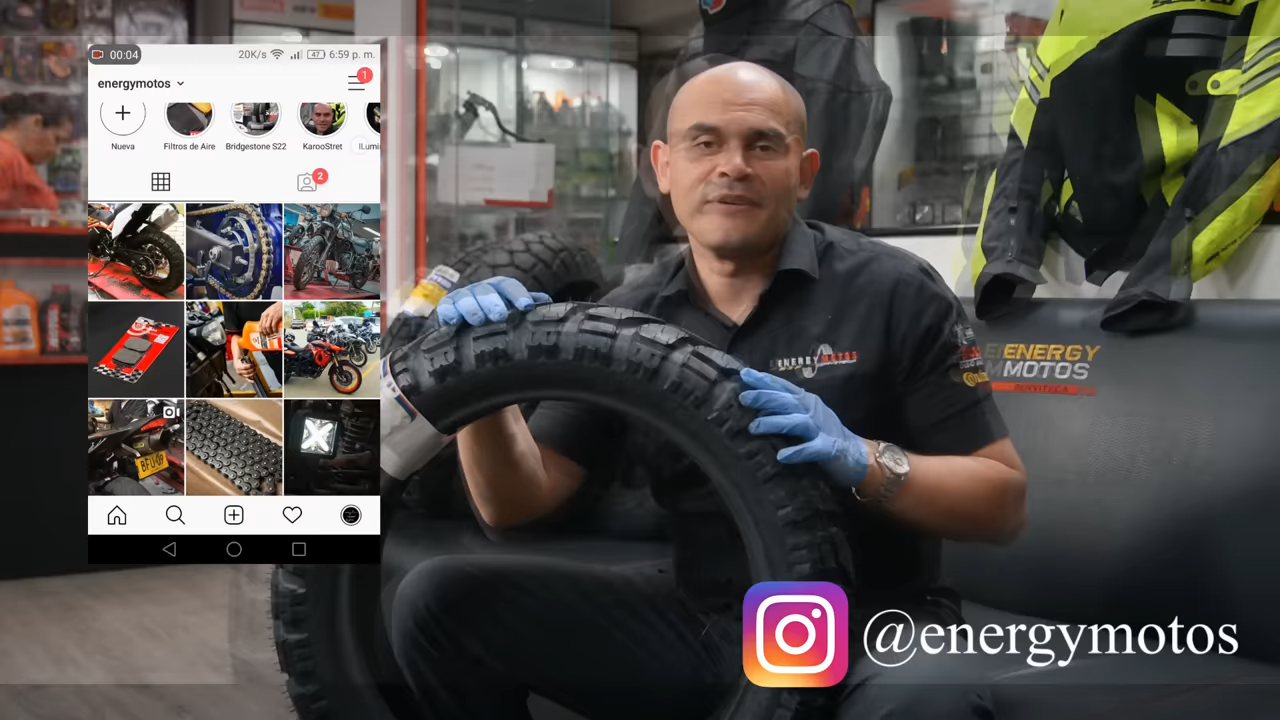 00:04
20K/s 47 6:59 p. m.
energymotos
1
Nueva
Filtros de Aire
Bridgestone S22
KarooStret
2
BFU09
ENERGY MOTOS
ENERGY
MOTOS
@energymotos